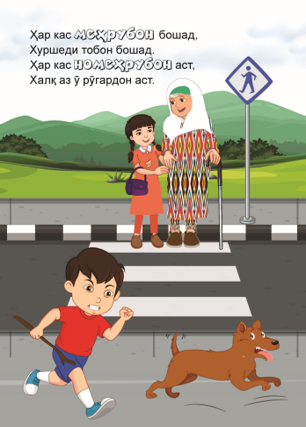 Ҳар кас меҳрубон бошад,
Хуршеди тобон бошад.
Ҳар кас номеҳрубон аст,
Халқ аз ӯ рӯгардон аст.